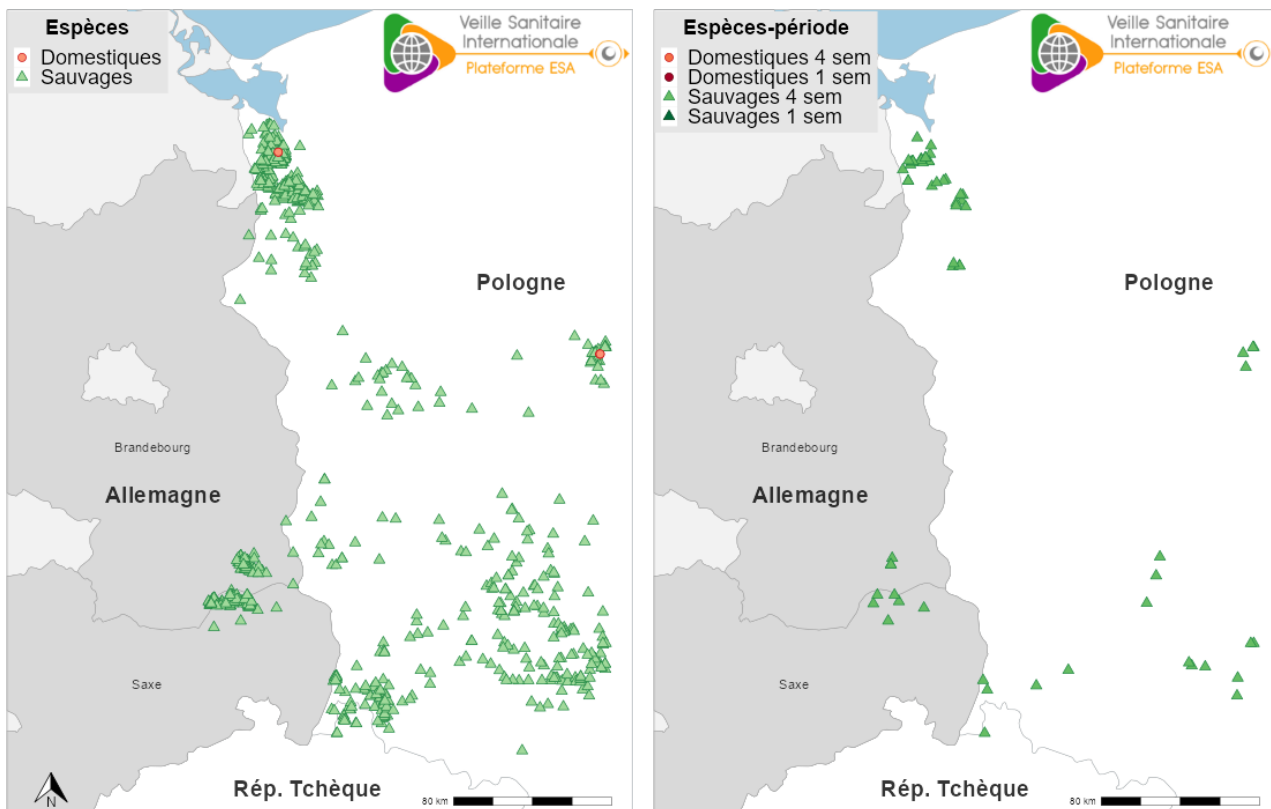 Espèces
Domestiques
Sauvages
Veille Sanitaire
Internationale
Plateforme ESA
Pologne
Brandebourg
Allemagne
Saxe
Rép. Tchèque
N
80 km
Espèces-période
Domestiques 4 sem
Domestiques 1 sem
Sauvages 4 sem
Sauvages 1 sem
Veille Sanitaire
Internationale
Plateforme ESA
Pologne
Brandebourg
Allemagne
Saxe
Rép. Tchèque
80 km